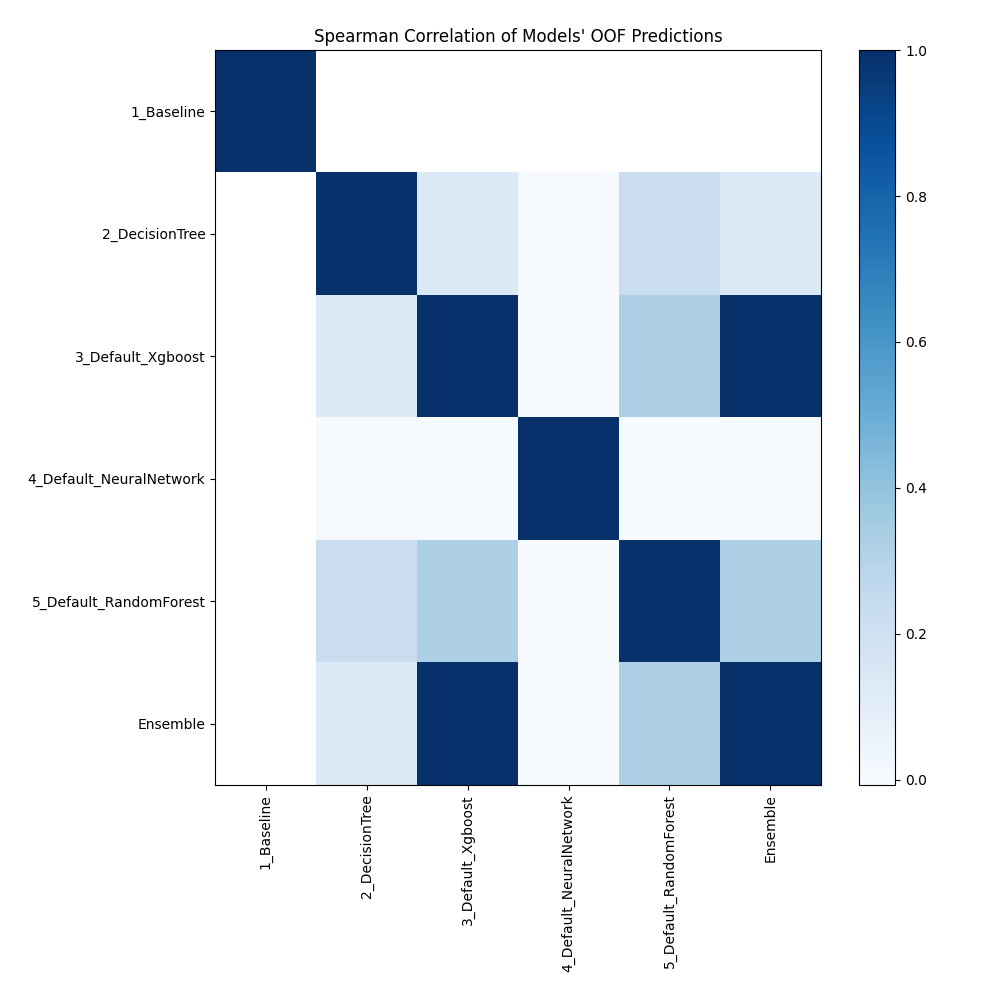 Spearman Correlation of Models' OOF Predictions
1_Baseline
2_DecisionTree
3_Default_Xgboost
4_Default_NeuralNetwork
5_Default_RandomForest
Ensemble
1_Baseline
2_DecisionTree
3_Default_Xgboost
4_Default_NeuralNetwork
5_Default_RandomForest
Ensemble
1.0
0.8
0.6
0.4
0.2
0.0